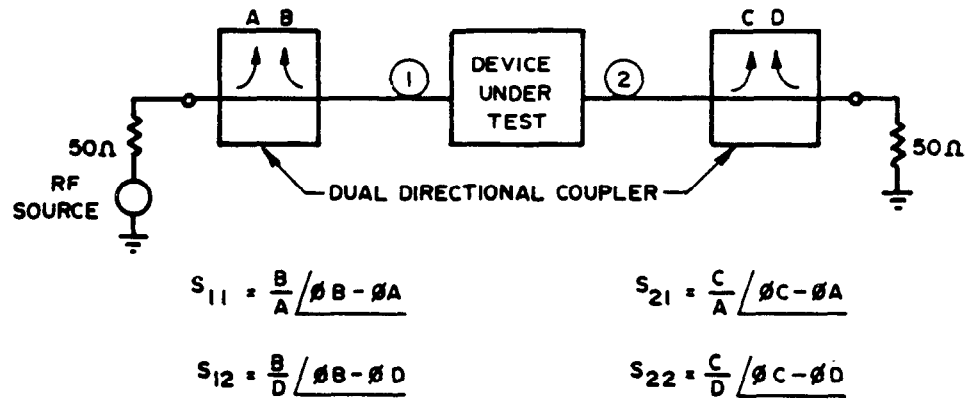 A B
C D
1
DEVICE
UNDER
TEST
2
50Ω
50Ω
RF
SOURCE
DUAL DIRECTIONAL COUPLER
S11 = B/A /ØB-ØA
S21 = C/A /ØC-ØA
S12 = B/D /ØB-ØD
S22 = C/D /ØC-ØD